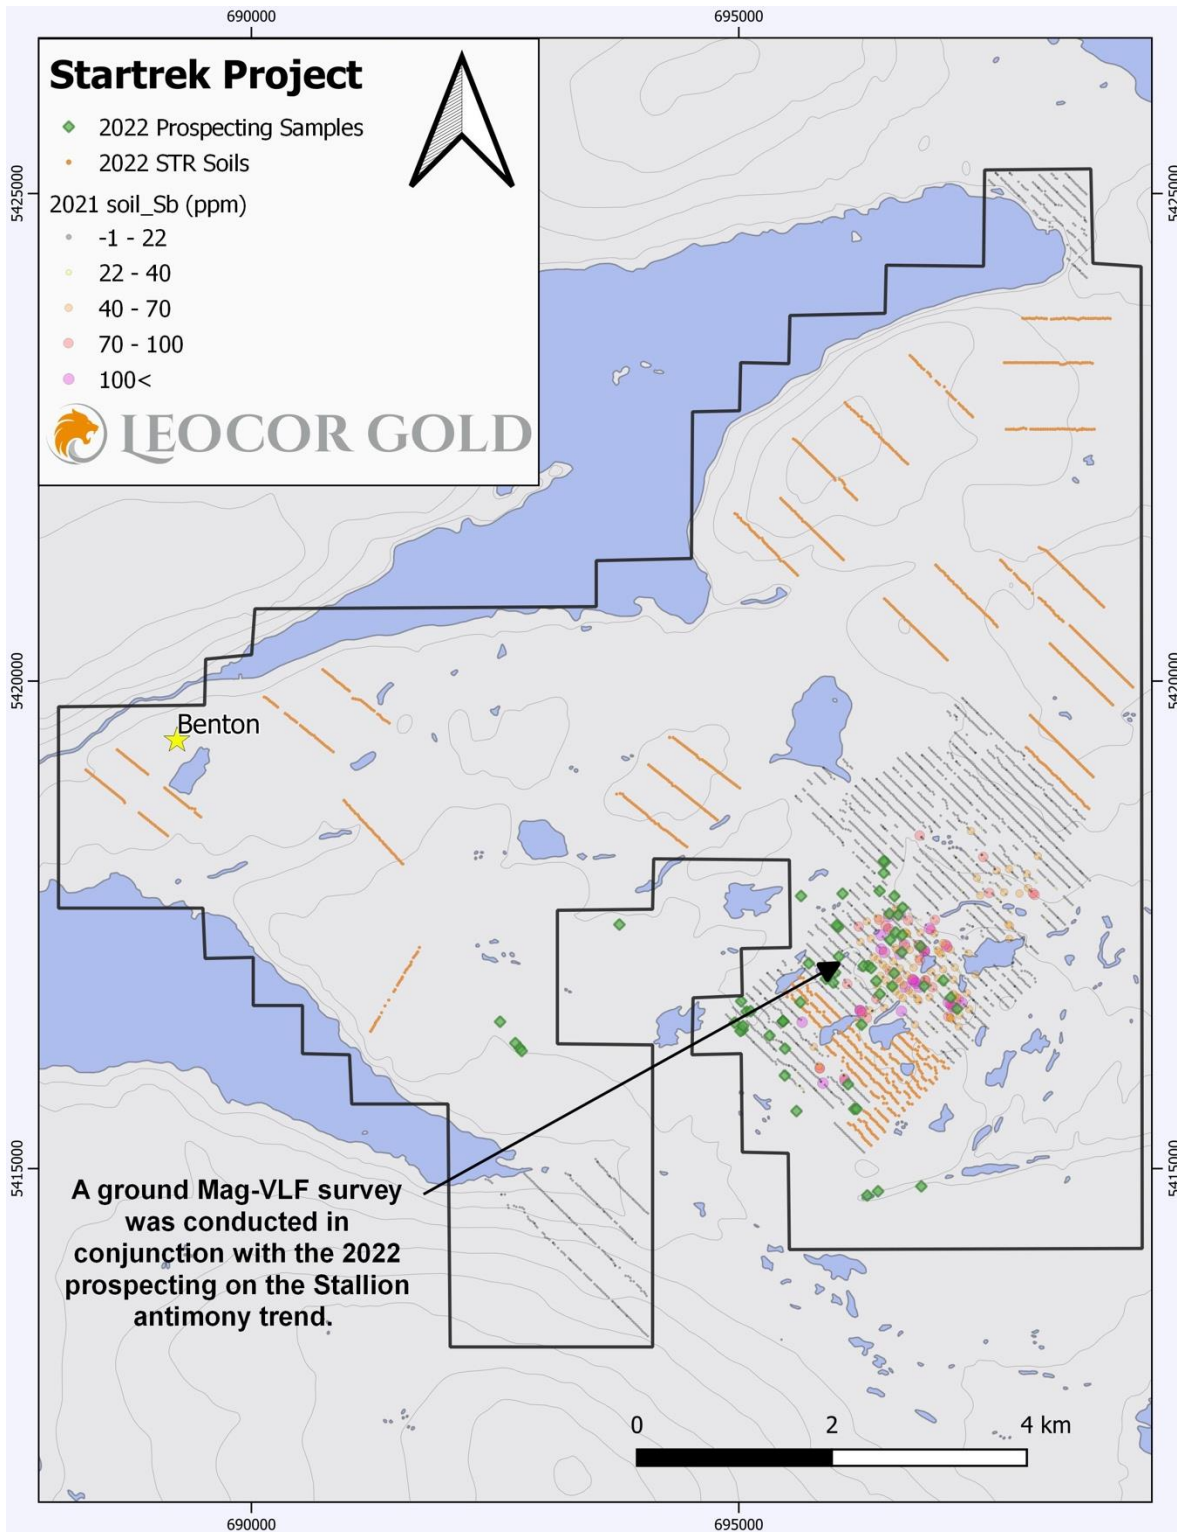 690000
695000
Startrek Project
2022 Prospecting Samples
2022 STR Soils
2021 soil_Sb (ppm)
-1 - 22
22 - 40
40 - 70
70 - 100
100<
LEOCOR GOLD
5425000
5425000
5420000
5420000
Benton
5415000
5415000
A ground Mag-VLF survey
was conducted in
conjunction with the 2022
prospecting on the Stallion
antimony trend.
0
2
4 km
690000
695000